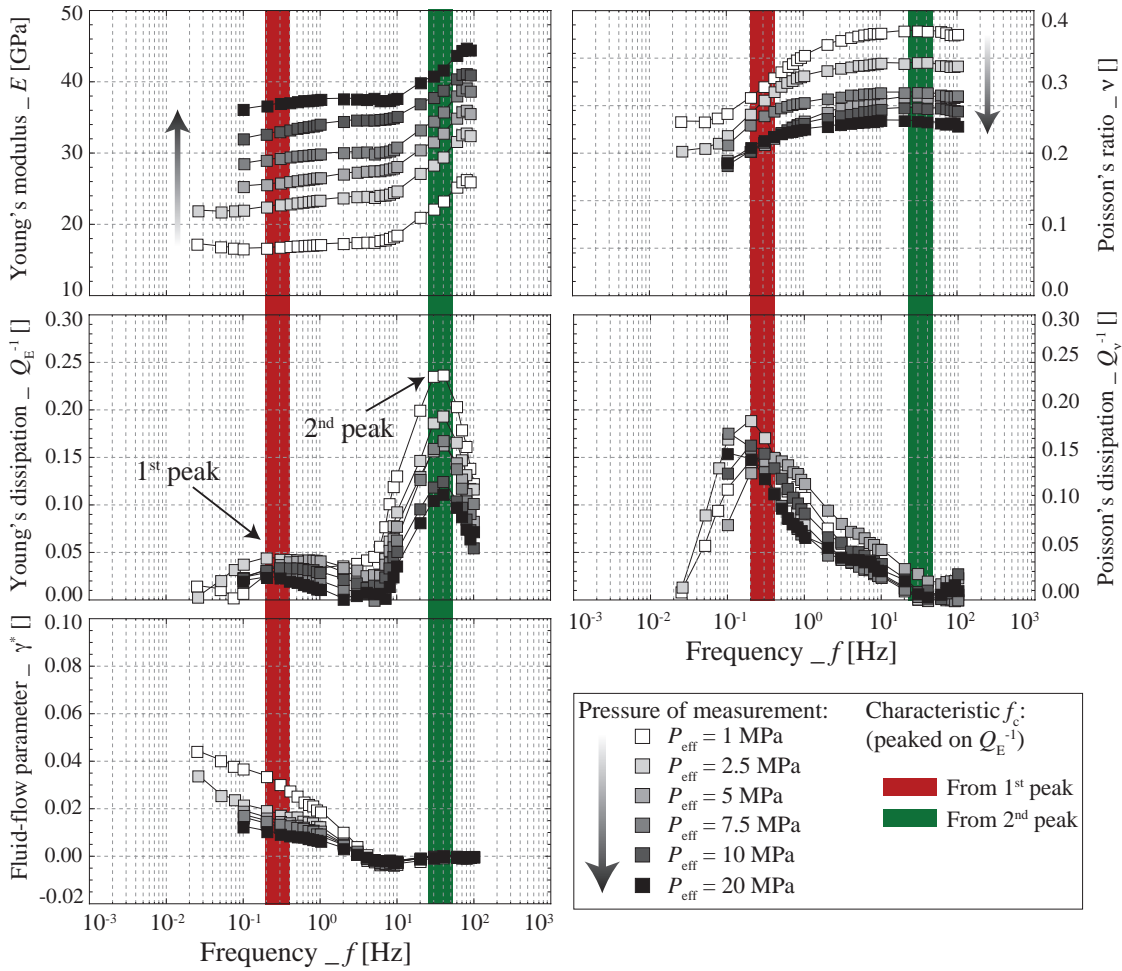 Young's modulus _ E [GPa]
50
40
30
20
10
Poisson's ratio _ ν []
0.4
0.3
0.2
0.1
0.0
Young's dissipation _ Q_E^-1 []
0.30
0.25
0.20
0.15
0.10
0.05
0.00
1st peak
2nd peak
Poisson's dissipation _ Q_ν^-1 []
0.30
0.25
0.20
0.15
0.10
0.05
0.00
10^-3 10^-2 10^-1 10^0 10^1 10^2 10^3
Frequency _ f [Hz]
Fluid-flow parameter _ γ* []
0.10
0.08
0.06
0.04
0.02
0.00
-0.02
10^-3 10^-2 10^-1 10^0 10^1 10^2 10^3
Frequency _ f [Hz]
Pressure of measurement:
P_eff = 1 MPa
P_eff = 2.5 MPa
P_eff = 5 MPa
P_eff = 7.5 MPa
P_eff = 10 MPa
P_eff = 20 MPa
Characteristic f_c:
(peaked on Q_E^-1)
From 1st peak
From 2nd peak